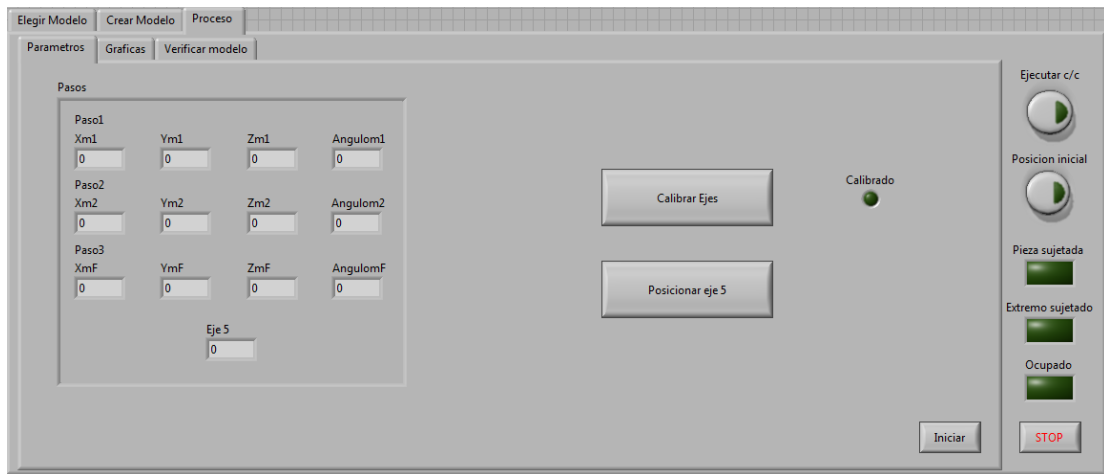 Elegir Modelo Crear Modelo Proceso
Parametros Graficas Verificar modelo
Pasos
Paso1
Xm1 Ym1 Zm1 Angulom1
0 0 0 0
Paso2
Xm2 Ym2 Zm2 Angulom2
0 0 0 0
Paso3
XmF YmF ZmF AngulomF
0 0 0 0
Eje 5
0
Calibrar Ejes
Calibrado
Posicionar eje 5
Iniciar
Ejecutar c/c
Posicion inicial
Pieza sujetada
Extremo sujetado
Ocupado
STOP